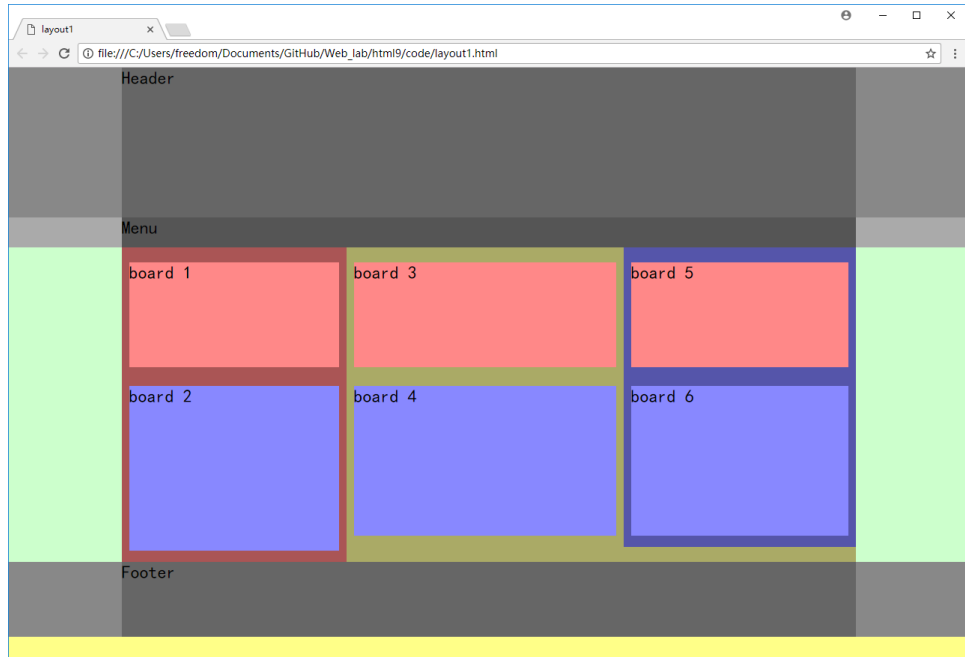 layout1
file:///C:/Users/freedom/Documents/GitHub/Web_lab/html9/code/layout1.html
Header
Menu
board 1
board 3
board 5
board 2
board 4
board 6
Footer